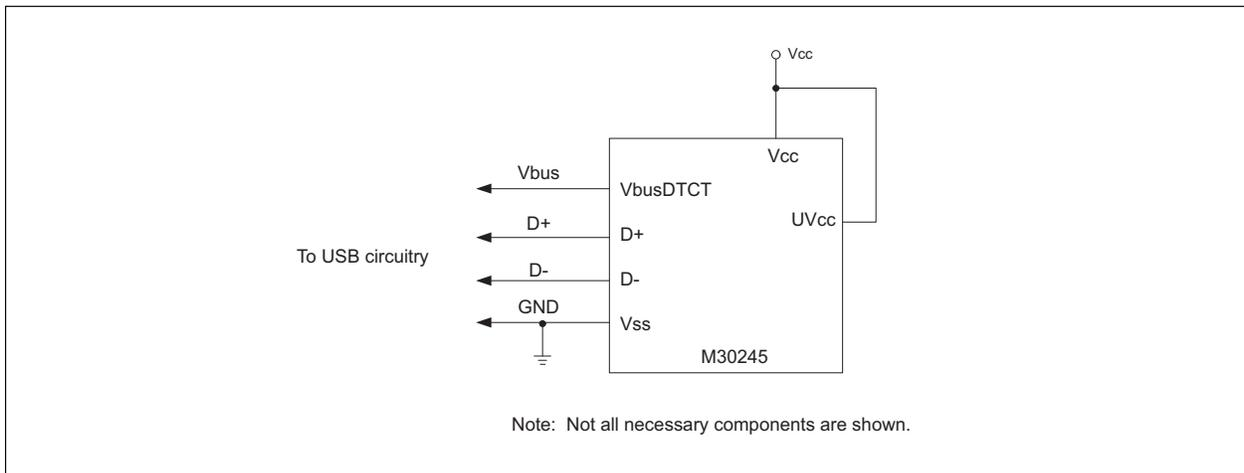 Vcc
Vcc
Vbus
VbusDTCT
UVcc
D+
D+
To USB circuitry
D-
D-
GND
Vss
M30245
Note: Not all necessary components are shown.